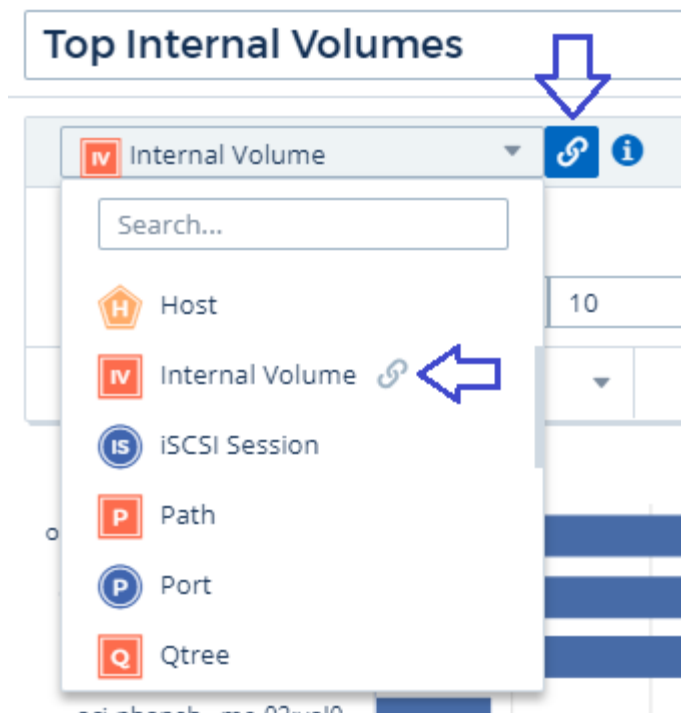 Top Internal Volumes
IV Internal Volume
Search...
10
H Host
IV Internal Volume
IS iSCSI Session
P Path
P Port
Q Qtree